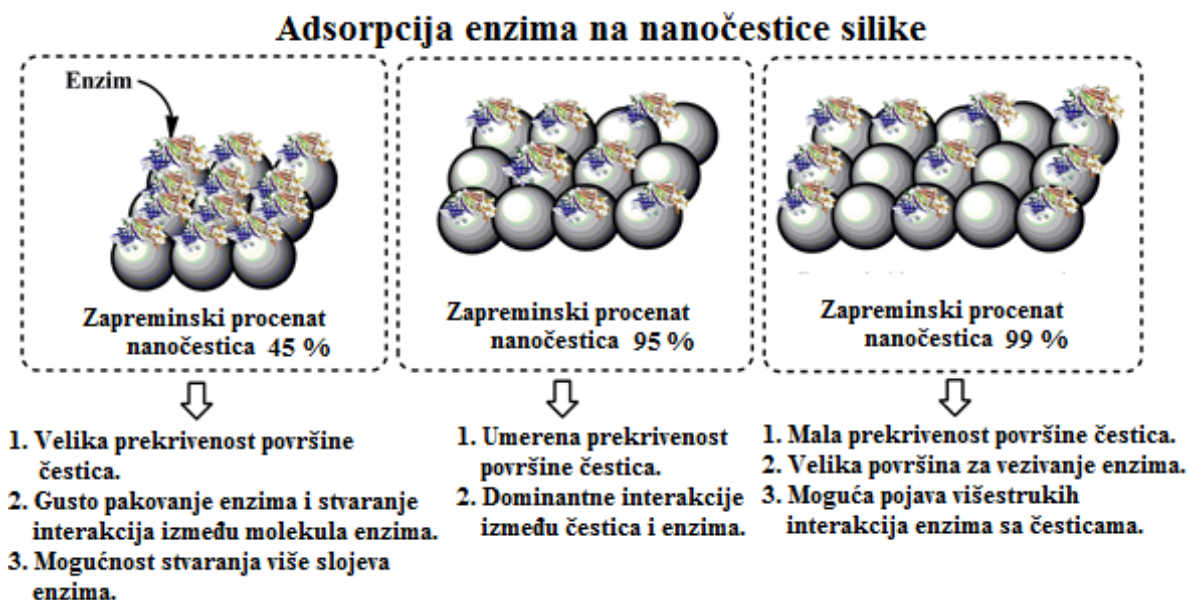 Adsorpcija enzima na nanočestice silike
Enzim
Zapreminski procenat
nanočestica 45 %
Zapreminski procenat
nanočestica 95 %
Zapreminski procenat
nanočestica 99 %
1. Velika prekrivenost površine
čestica.
2. Gusto pakovanje enzima i stvaranje
interakcija između molekula enzima.
3. Mogućnost stvaranja više slojeva
enzima.
1. Umerena prekrivenost
površine čestica.
2. Dominantne interakcije
između čestica i enzima.
1. Mala prekrivenost površine čestica.
2. Velika površina za vezivanje enzima.
3. Moguća pojava višestrukih
interakcija enzima sa česticama.